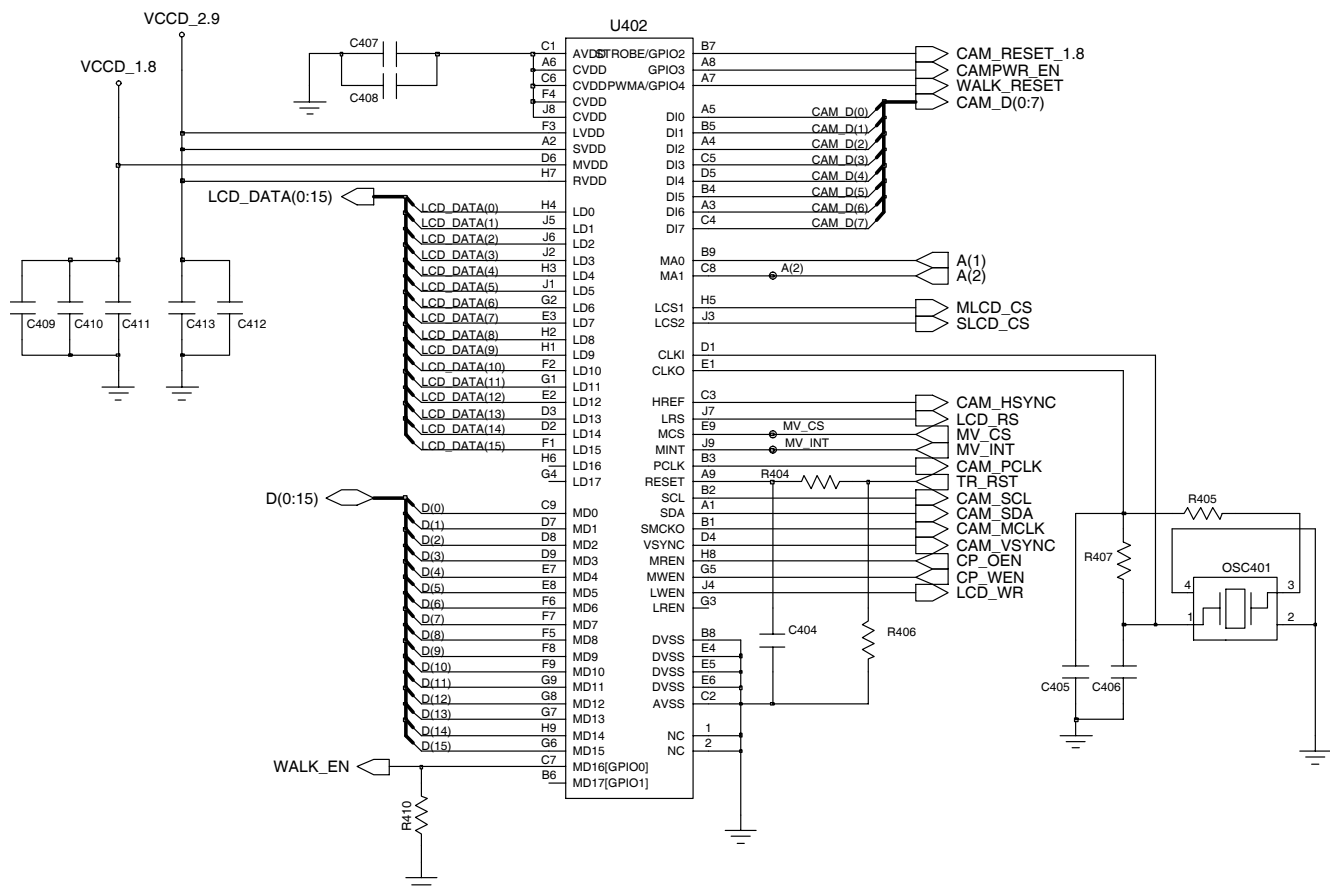 VCCD_2.9
VCCD_1.8
U402
C407
C408
C1 AVDD
A6 CVDD
C6 CVDD
F4 CVDD
J8 CVDD
F3 LVDD
A2 SVDD
D6 MVDD
H7 RVDD
LCD_DATA(0:15)
LCD_DATA(0) H4 LD0
LCD_DATA(1) J5 LD1
LCD_DATA(2) J6 LD2
LCD_DATA(3) J2 LD3
LCD_DATA(4) H3 LD4
LCD_DATA(5) J1 LD5
LCD_DATA(6) G2 LD6
LCD_DATA(7) E3 LD7
LCD_DATA(8) H2 LD8
LCD_DATA(9) H1 LD9
LCD_DATA(10) F2 LD10
LCD_DATA(11) G1 LD11
LCD_DATA(12) E2 LD12
LCD_DATA(13) D3 LD13
LCD_DATA(14) D2 LD14
LCD_DATA(15) F1 LD15
H6 LD16
G4 LD17
C409 C410 C411 C413 C412
D(0:15)
D(0) C9 MD0
D(1) D7 MD1
D(2) D8 MD2
D(3) D9 MD3
D(4) E7 MD4
D(5) E8 MD5
D(6) F6 MD6
D(7) F7 MD7
D(8) F5 MD8
D(9) F8 MD9
D(10) F9 MD10
D(11) G9 MD11
D(12) G8 MD12
D(13) G7 MD13
D(14) H9 MD14
D(15) G6 MD15
WALK_EN C7 MD16[GPIO0]
B6 MD17[GPIO1]
R410
STROBE/GPIO2 B7 CAM_RESET_1.8
GPIO3 A8 CAMPWR_EN
PWMA/GPIO4 A7 WALK_RESET
CAM_D(0:7)
DI0 A5 CAM_D(0)
DI1 B5 CAM_D(1)
DI2 A4 CAM_D(2)
DI3 C5 CAM_D(3)
DI4 D5 CAM_D(4)
DI5 B4 CAM_D(5)
DI6 A3 CAM_D(6)
DI7 C4 CAM_D(7)
MA0 B9 A(1)
MA1 C8 A(2) A(2)
LCS1 H5 MLCD_CS
LCS2 J3 SLCD_CS
CLKI D1
CLKO E1
HREF C3 CAM_HSYNC
LRS J7 LCD_RS
MCS E9 MV_CS MV_CS
MINT J9 MV_INT MV_INT
PCLK B3 CAM_PCLK
RESET A9 R404 TR_RST
SCL B2 CAM_SCL
SDA A1 CAM_SDA
SMCKO B1 CAM_MCLK
VSYNC D4 CAM_VSYNC
MREN H8 CP_OEN
MWEN G5 CP_WEN
LWEN J4 LCD_WR
LREN G3
DVSS B8
DVSS E4
DVSS E5
DVSS E6
AVSS C2
NC 1
NC 2
C404
R406
R405
R407
OSC401
4 3
1 2
C405 C406